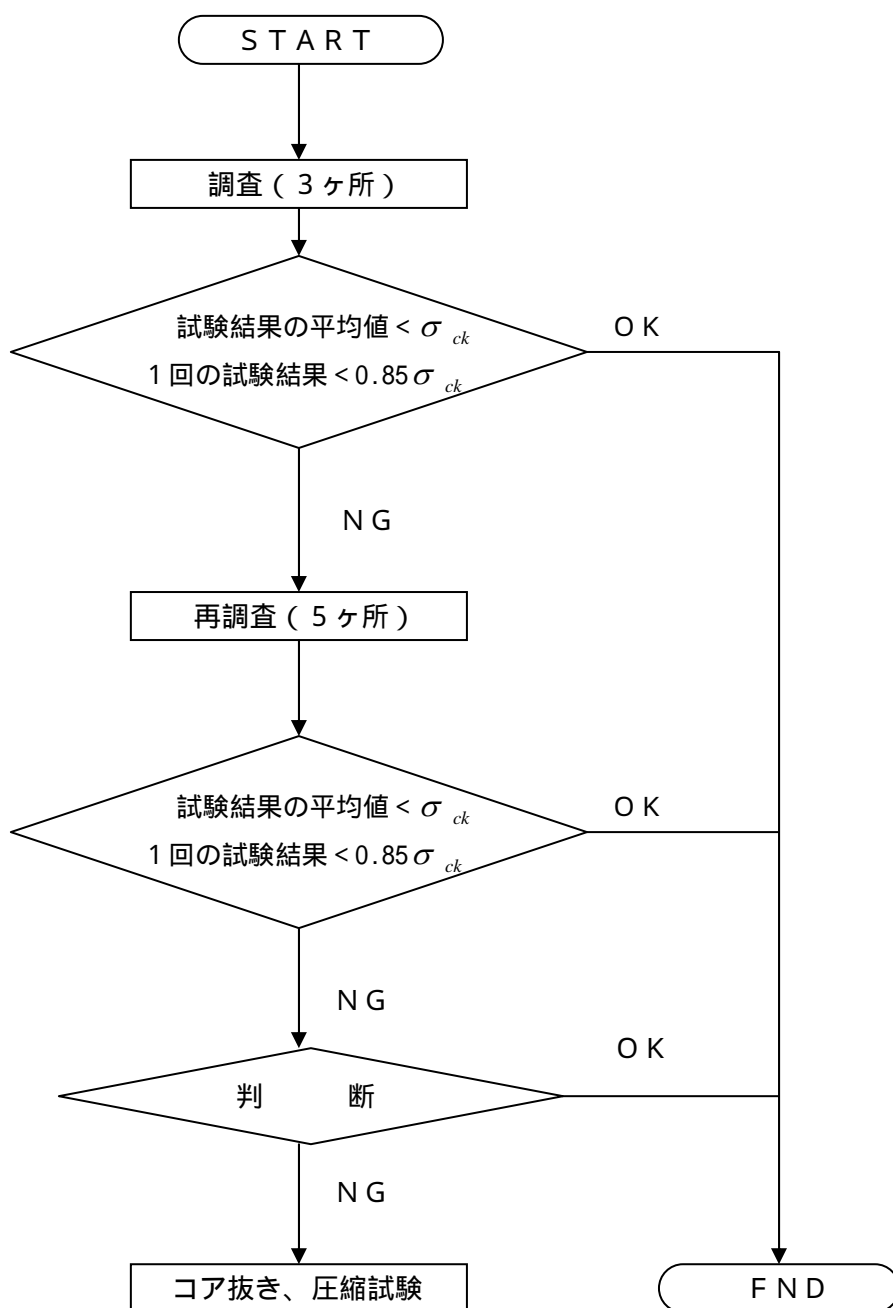 START
調査(3ヶ所)
試験結果の平均値<σck
1回の試験結果<0.85σck
OK
NG
再調査(5ヶ所)
試験結果の平均値<σck
1回の試験結果<0.85σck
OK
NG
判　断
OK
NG
コア抜き、圧縮試験
FND